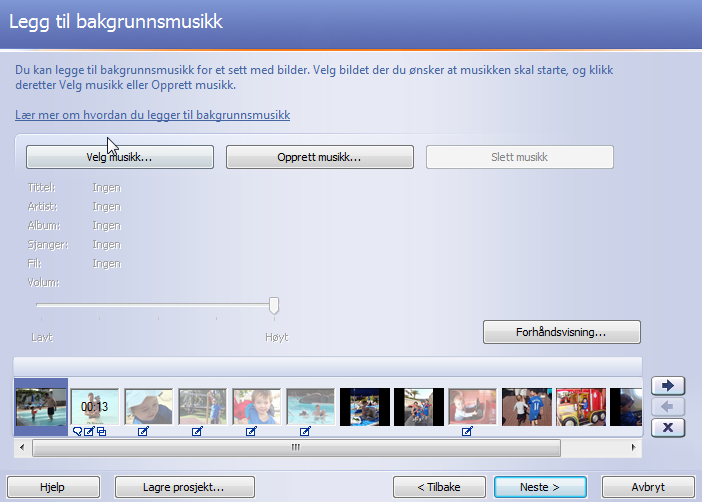 Legg til bakgrunnsmusikk
Du kan legge til bakgrunnsmusikk for et sett med bilder. Velg bildet der du ønsker at musikken skal starte, og klikk
deretter Velg musikk eller Opprett musikk.
Lær mer om hvordan du legger til bakgrunnsmusikk
Velg musikk... Opprett musikk... Slett musikk
Tittel: Ingen
Artist: Ingen
Album: Ingen
Sjanger: Ingen
Fil: Ingen
Volum:
Lavt Høyt
Forhåndsvisning...
00:13
Hjelp Lagre prosjekt... < Tilbake Neste > Avbryt